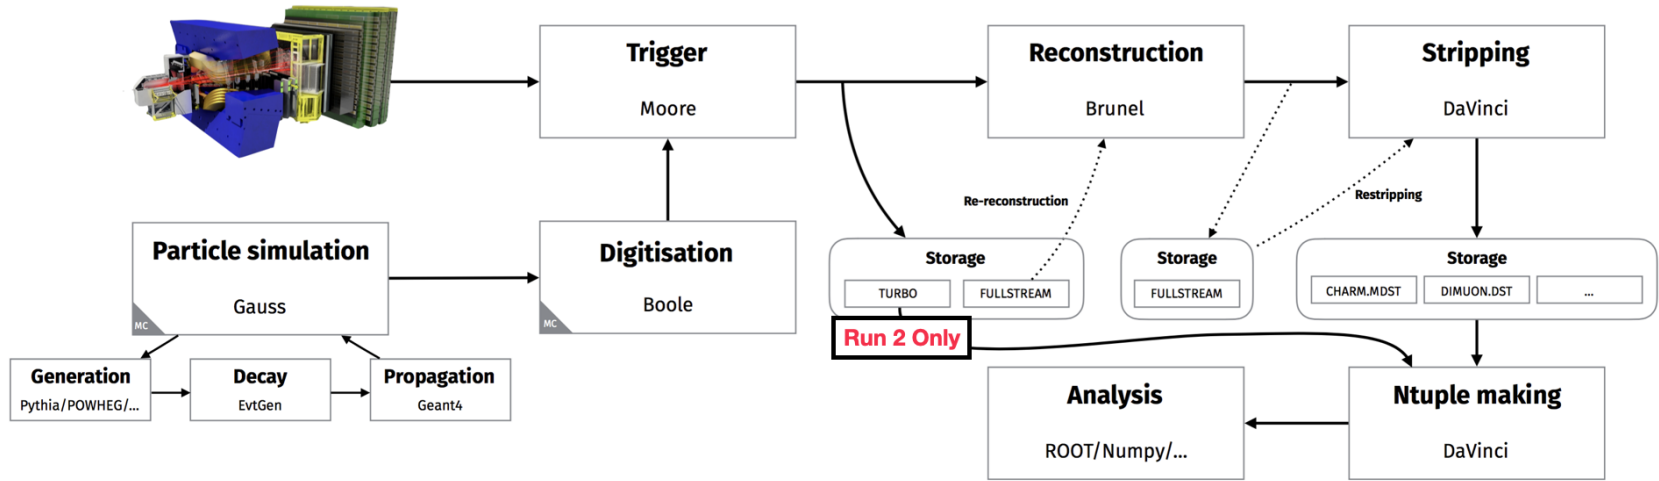 Trigger
Moore
Reconstruction
Brunel
Stripping
DaVinci
Re-reconstruction
Restripping
Particle simulation
Gauss
MC
Digitisation
Boole
MC
Storage
TURBO
FULLSTREAM
Storage
FULLSTREAM
Storage
CHARM.MDST
DIMUON.DST
...
Run 2 Only
Generation
Pythia/POWHEG/...
Decay
EvtGen
Propagation
Geant4
Analysis
ROOT/Numpy/...
Ntuple making
DaVinci